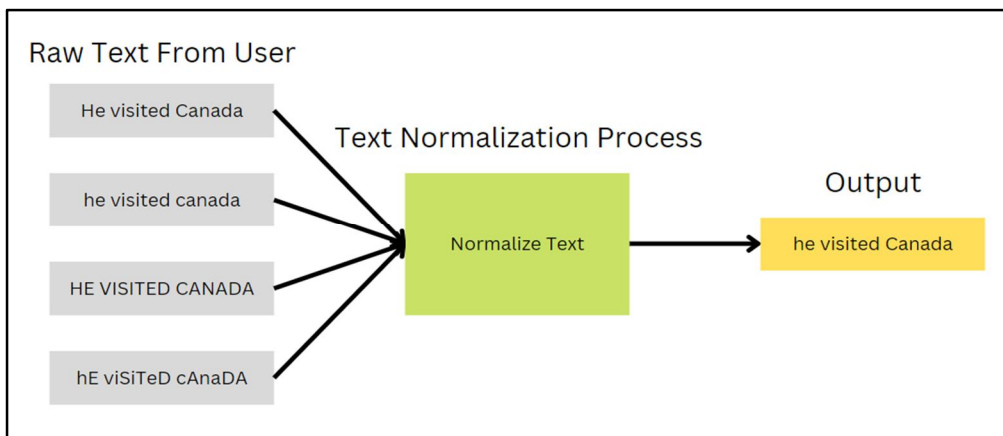 Raw Text From User
He visited Canada
he visited canada
HE VISITED CANADA
hE viSiTeD cAnaDA
Text Normalization Process
Normalize Text
Output
he visited Canada